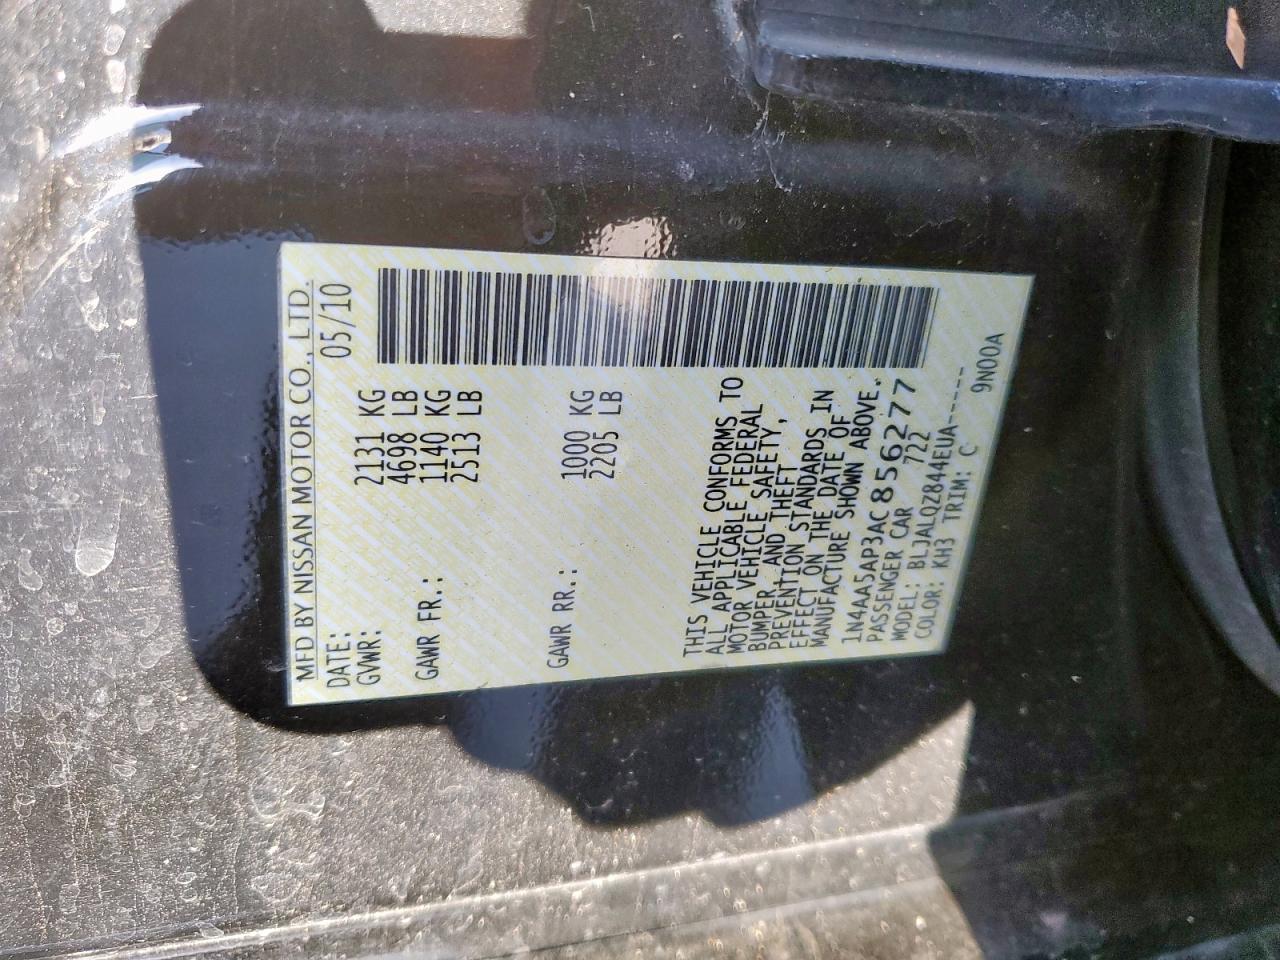 MFD BY NISSAN MOTOR CO., LTD.
DATE: 05/10
GVWR: 2131 KG
4698 LB
GAWR FR.: 1140 KG
2513 LB
GAWR RR.: 1000 KG
2205 LB
THIS VEHICLE CONFORMS TO
ALL APPLICABLE FEDERAL
MOTOR VEHICLE SAFETY,
BUMPER, AND THEFT
PREVENTION STANDARDS IN
EFFECT ON THE DATE OF
MANUFACTURE SHOWN ABOVE.
1N4AA5AP3AC856277
PASSENGER CAR 722
MODEL: BLJALQZ844EUA-----
COLOR: KH3 TRIM: C 9N00A